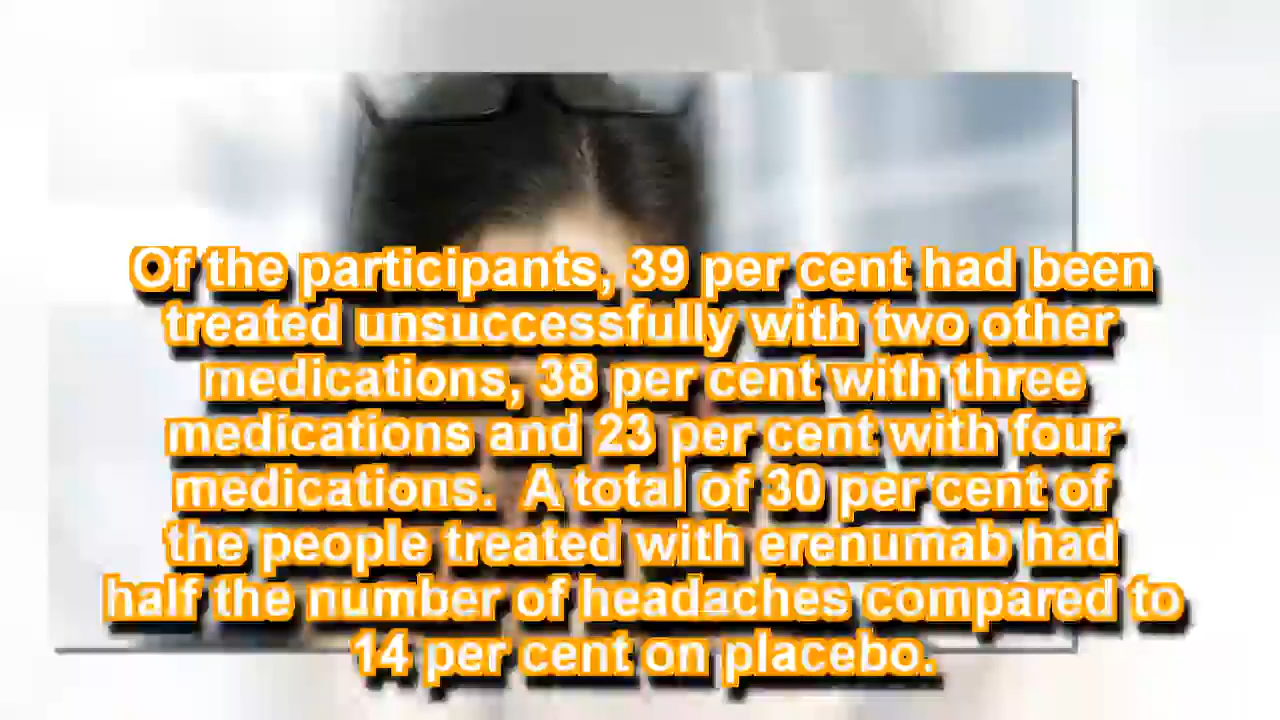 Of the participants, 39 per cent had been
treated unsuccessfully with two other
medications, 38 per cent with three
medications and 23 per cent with four
medications.  A total of 30 per cent of
the people treated with erenumab had
half the number of headaches compared to
14 per cent on placebo.